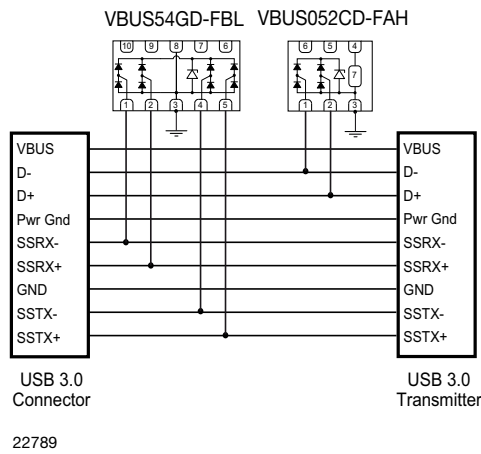 VBUS54GD-FBL VBUS052CD-FAH
10 9 8 7 6
6 5 4
7
1 2 3 4 5
1 2 3
VBUS VBUS
D- D-
D+ D+
Pwr Gnd Pwr Gnd
SSRX- SSRX-
SSRX+ SSRX+
GND GND
SSTX- SSTX-
SSTX+ SSTX+
USB 3.0 USB 3.0
Connector Transmitter
22789